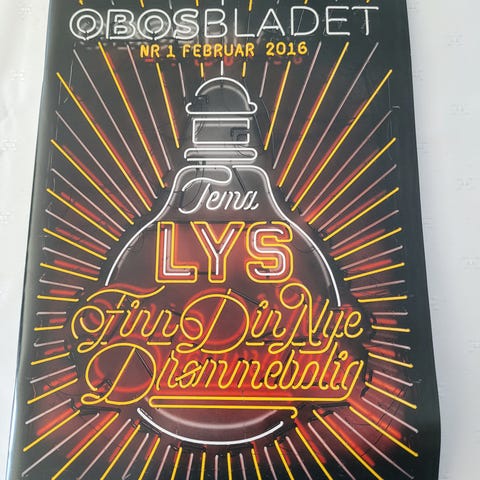 OBOSBLADET
NR 1 FEBRUAR 2016
Tema
LYS
Finn Din Nye
Drømmebolig